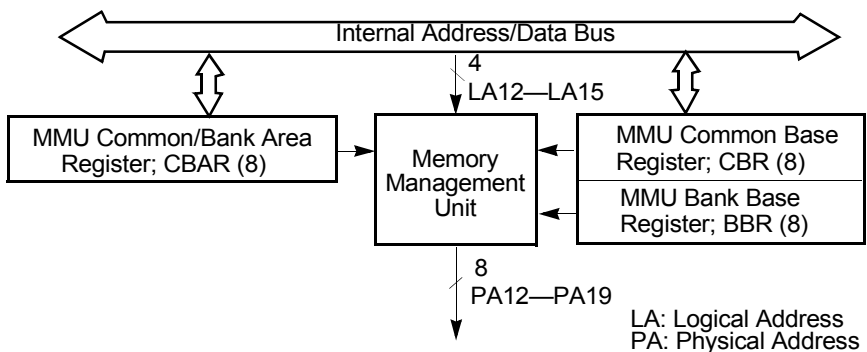 Internal Address/Data Bus
4
LA12—LA15
MMU Common/Bank Area
Register; CBAR (8)
Memory
Management
Unit
MMU Common Base
Register; CBR (8)
MMU Bank Base
Register; BBR (8)
8
PA12—PA19
LA: Logical Address
PA: Physical Address